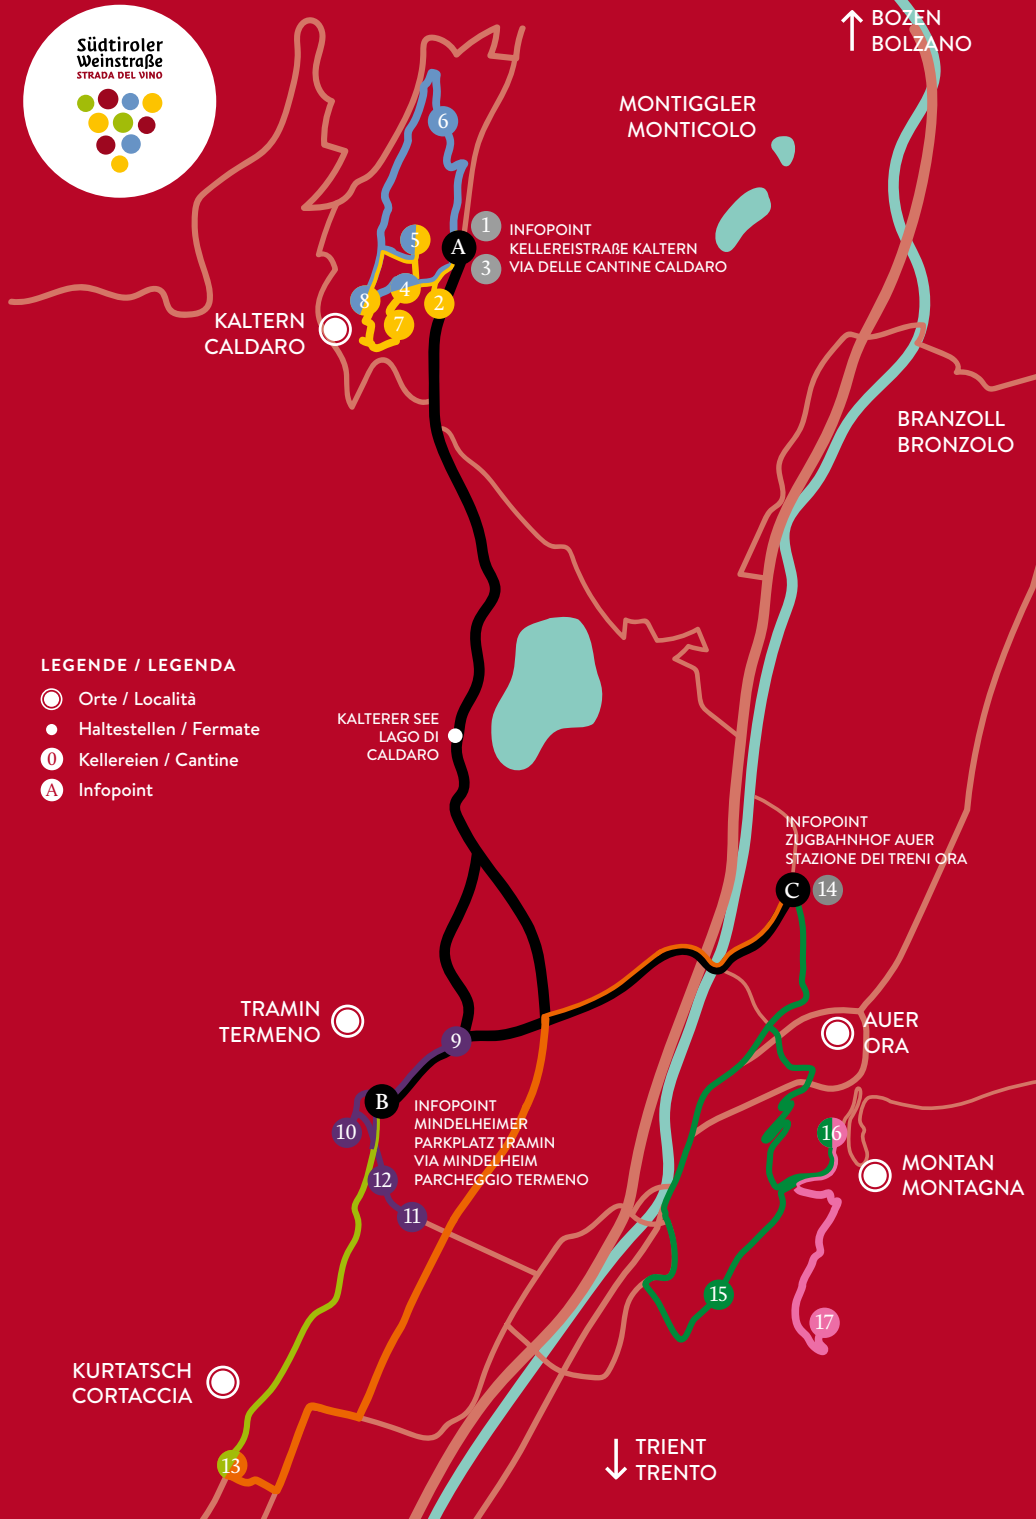 Südtiroler
Weinstraße
STRADA DEL VINO
BOZEN
BOLZANO
MONTIGGLER
MONTICOLO
6
5
A
1
3
INFOPOINT
KELLEREISTRAßE KALTERN
VIA DELLE CANTINE CALDARO
4
8
2
7
KALTERN
CALDARO
BRANZOLL
BRONZOLO
LEGENDE / LEGENDA
Orte / Località
Haltestellen / Fermate
0 Kellereien / Cantine
A Infopoint
KALTERER SEE
LAGO DI
CALDARO
INFOPOINT
ZUGBAHNHOF AUER
STAZIONE DEI TRENI ORA
C
14
TRAMIN
TERMENO
9
AUER
ORA
B
10
12
11
INFOPOINT
MINDELHEIMER
PARKPLATZ TRAMIN
VIA MINDELHEIM
PARCHEGGIO TERMENO
16
MONTAN
MONTAGNA
15
17
KURTATSCH
CORTACCIA
13
TRIENT
TRENTO